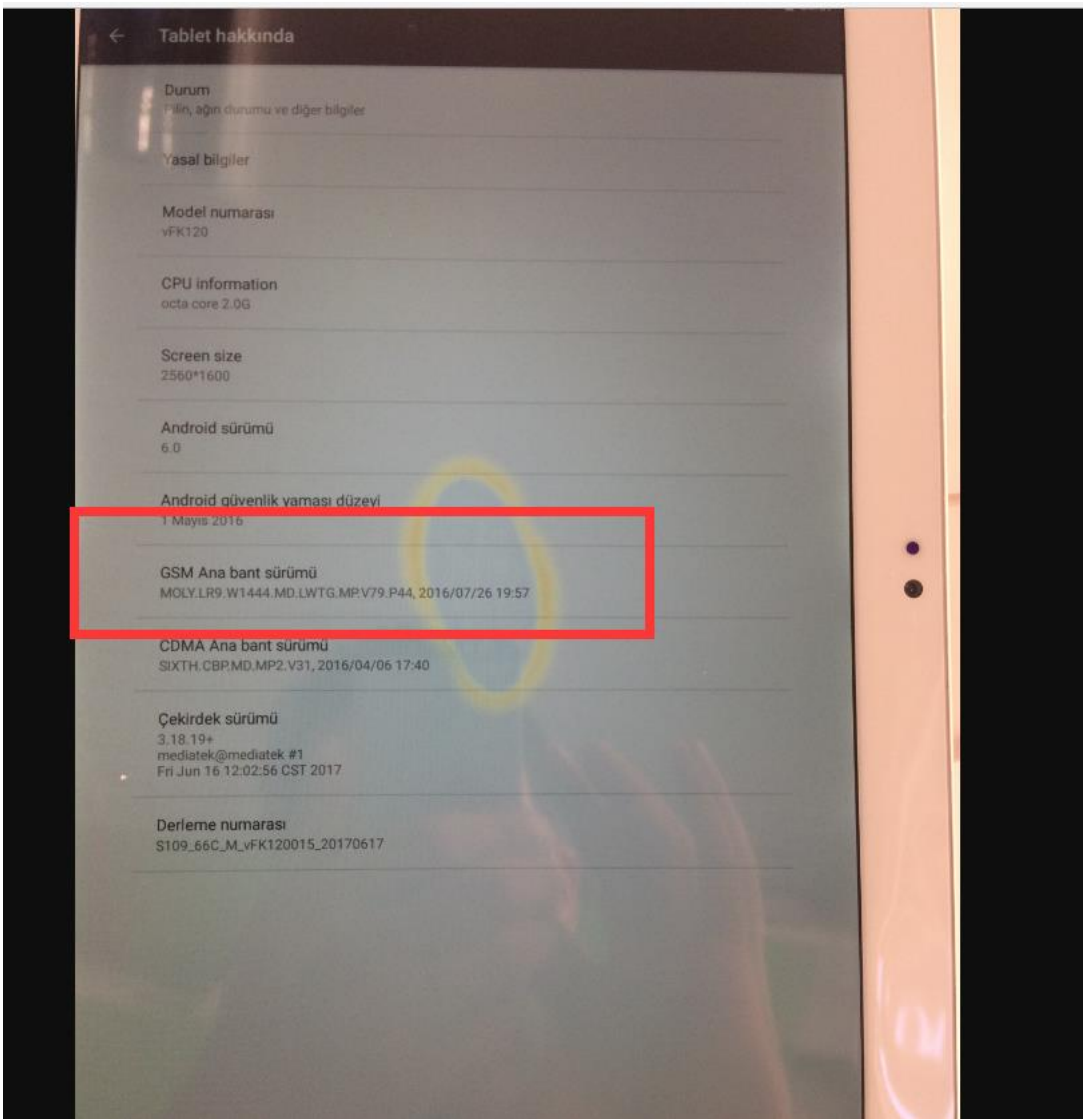 Tablet hakkında
Durum
Pilin, ağın durumu ve diğer bilgiler
Yasal bilgiler
Model numarası
vFK120
CPU information
octa core 2.0G
Screen size
2560*1600
Android sürümü
6.0
Android güvenlik yaması düzeyi
1 Mayıs 2016
GSM Ana bant sürümü
MOLY.LR9.W1444.MD.LWTG.MP.V79.P44, 2016/07/26 19:57
CDMA Ana bant sürümü
SIXTH.CBP.MD.MP2.V31, 2016/04/06 17:40
Çekirdek sürümü
3.18.19+
mediatek@mediatek #1
Fri Jun 16 12:02:56 CST 2017
Derleme numarası
S109_66C_M_vFK120015_20170617